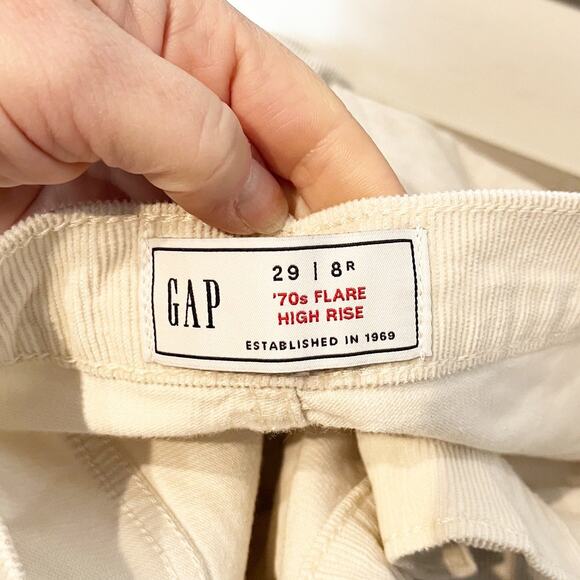 GAP
29 | 8R
'70s FLARE
HIGH RISE
ESTABLISHED IN 1969